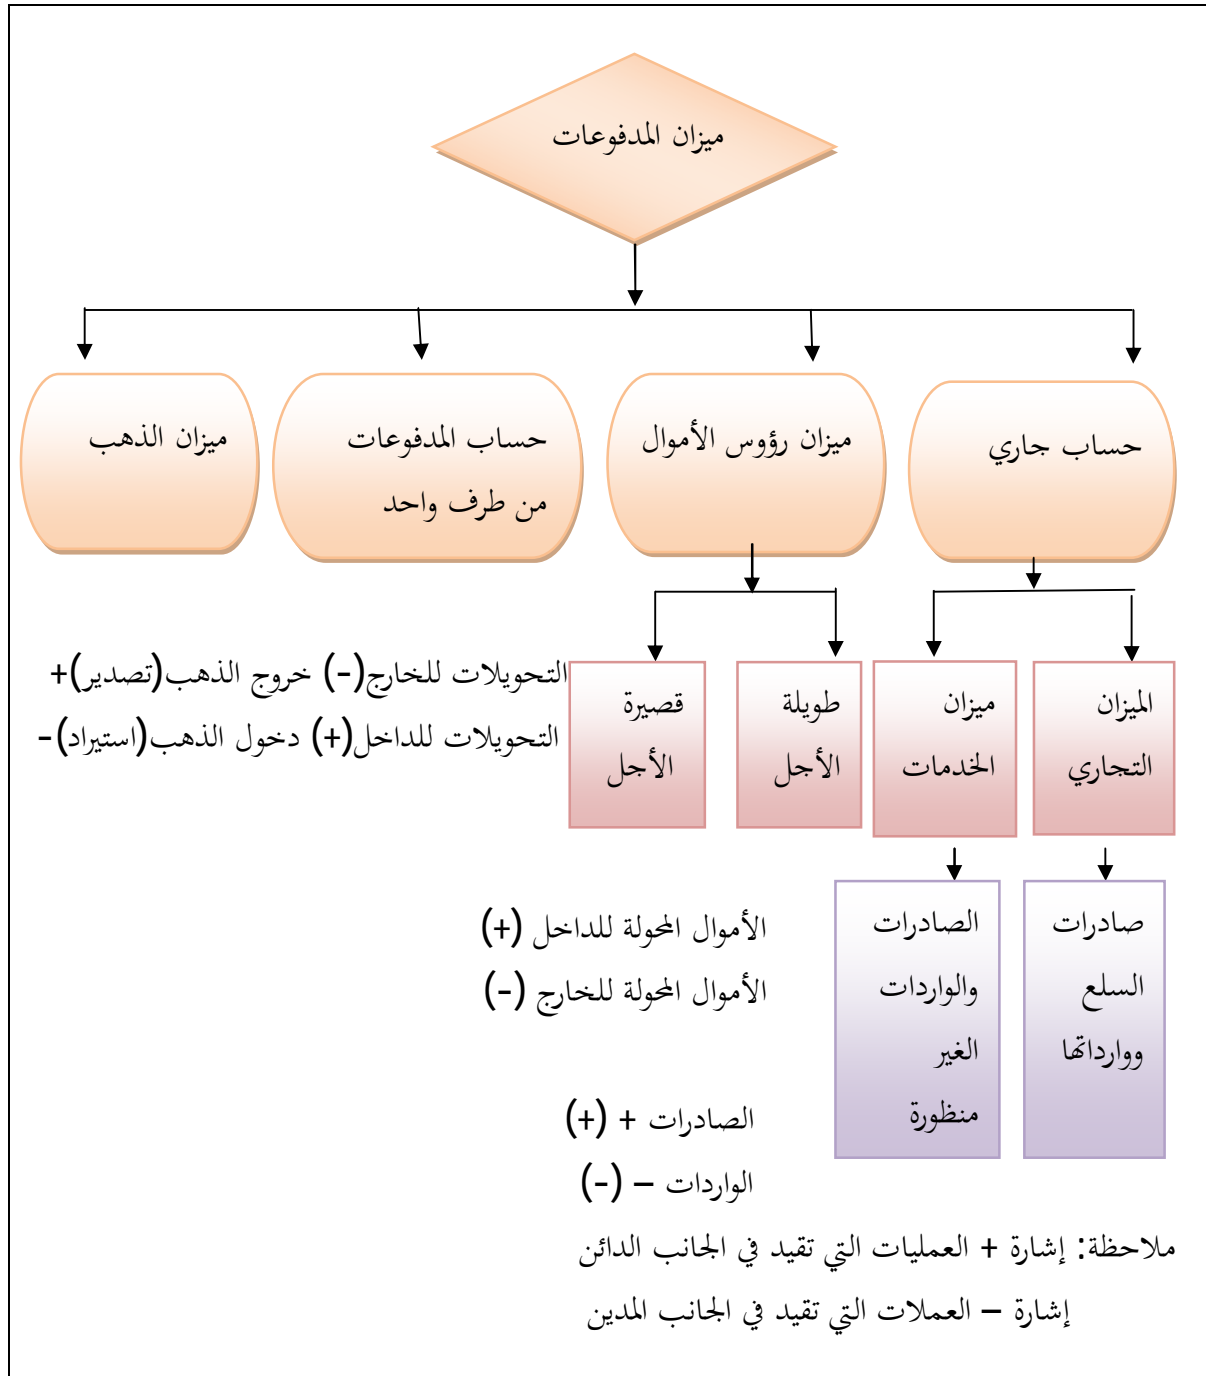 ميزان المدفوعات
حساب جاري
ميزان رؤوس الأموال
حساب المدفوعات
من طرف واحد
ميزان الذهب
الميزان
التجاري
ميزان
الخدمات
طويلة
الأجل
قصيرة
الأجل
التحويلات للخارج(-) خروج الذهب(تصدير)+
التحويلات للداخل(+) دخول الذهب(استيراد)-
صادرات
السلع
ووارداتها
الصادرات
والواردات
الغير
منظورة
الأموال المحولة للداخل (+)
الأموال المحولة للخارج (-)
الصادرات + (+)
الواردات – (-)
ملاحظة: إشارة + العمليات التي تقيد في الجانب الدائن
إشارة – العملات التي تقيد في الجانب المدين